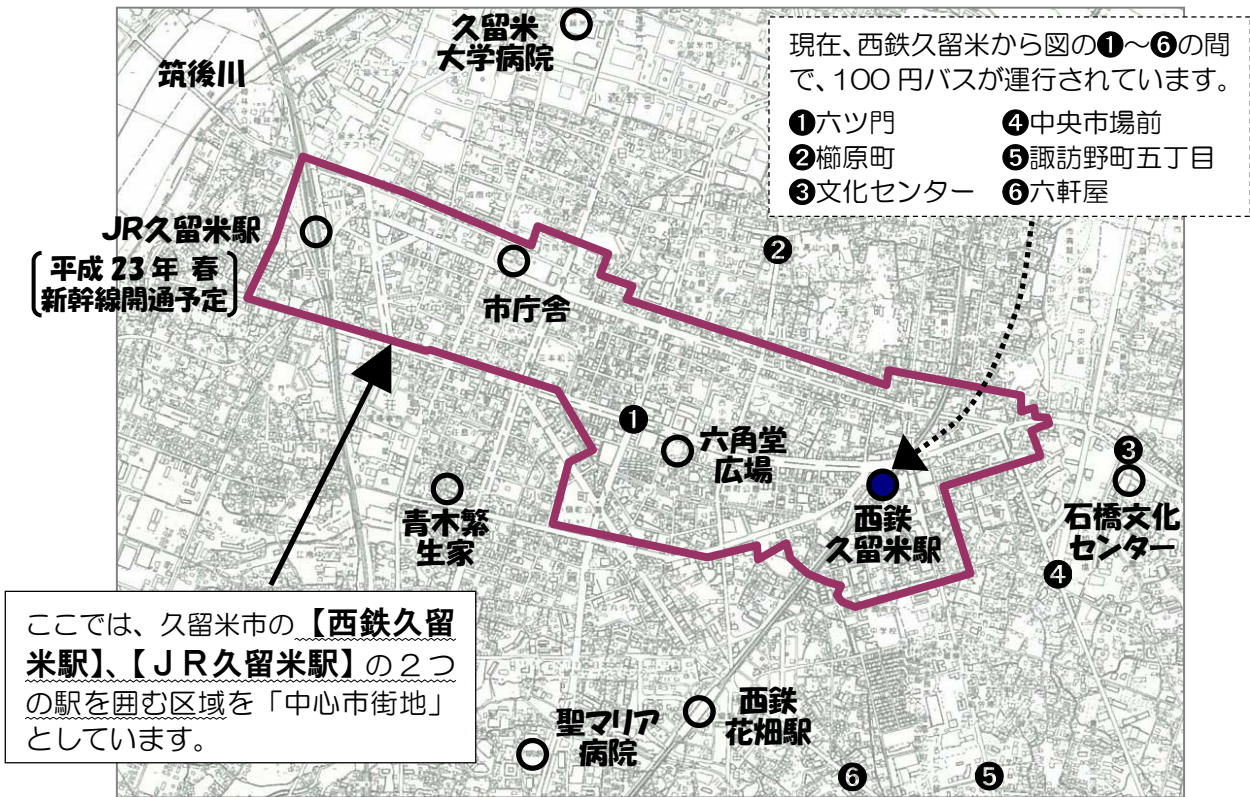 久留米
大学病院
筑後川
現在、西鉄久留米から図の❶～❻の間
で、100円バスが運行されています。
❶六ツ門 ❹中央市場前
❷櫛原町 ❺諏訪野町五丁目
❸文化センター ❻六軒屋
JR久留米駅
平成23年 春
新幹線開通予定
市庁舎
❷
❶
六角堂
広場
❸
石橋文化
センター
西鉄
久留米駅
青木繁
生家
❹
ここでは、久留米市の【西鉄久留
米駅】、【ＪＲ久留米駅】の２つ
の駅を囲む区域を「中心市街地」
としています。
聖マリア
病院
西鉄
花畑駅
❻
❺